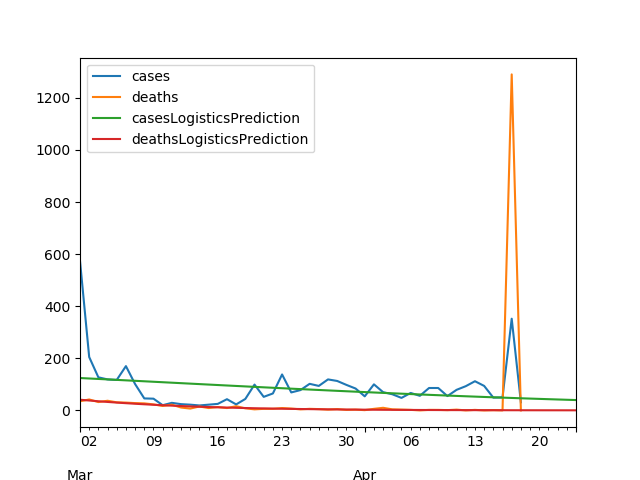 cases
deaths
casesLogisticsPrediction
deathsLogisticsPrediction
1200
1000
800
600
400
200
0
02 09 16 23 30 06 13 20
Mar Apr